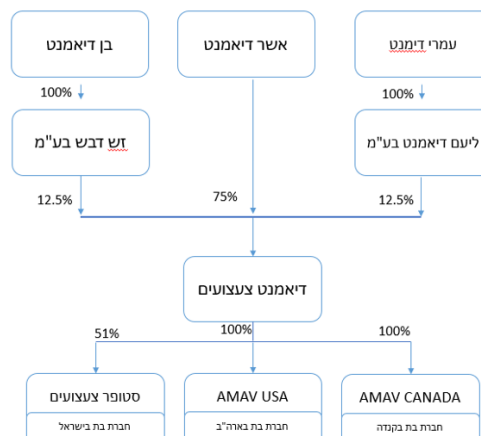 בן דיאמנט
אשר דיאמנט
עמרי דימנט
100%
100%
זש דבש בע"מ
ליעם דיאמנט בע"מ
12.5%
75%
12.5%
דיאמנט צעצועים
51%
100%
100%
סטופר צעצועים
AMAV USA
AMAV CANADA
חברת בת בישראל
חברת בת בארה"ב
חברת בת בקנדה